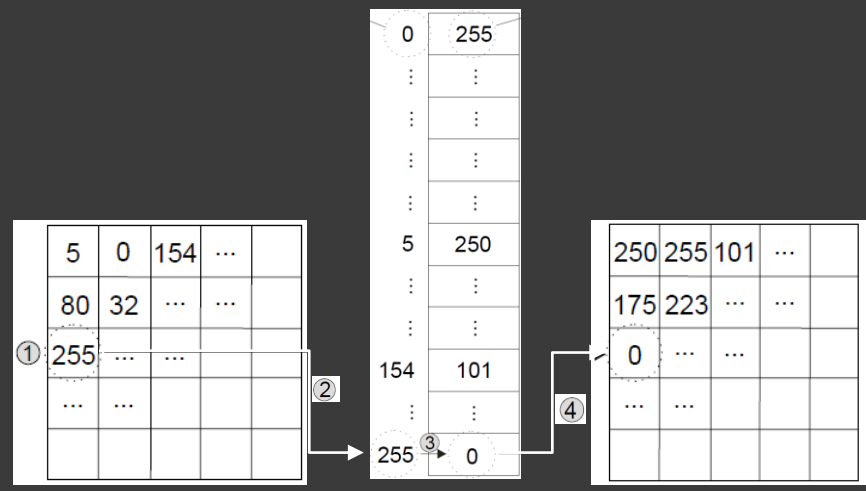 0 255
⋮ ⋮
⋮ ⋮
⋮ ⋮
⋮ ⋮
5 250
⋮ ⋮
⋮ ⋮
154 101
⋮ ⋮
255 ③ 0
5 0 154 ...
80 32 ... ...
① 255 ... ...
... ...
②
250 255 101 ...
175 223 ... ...
0 ... ...
... ...
④